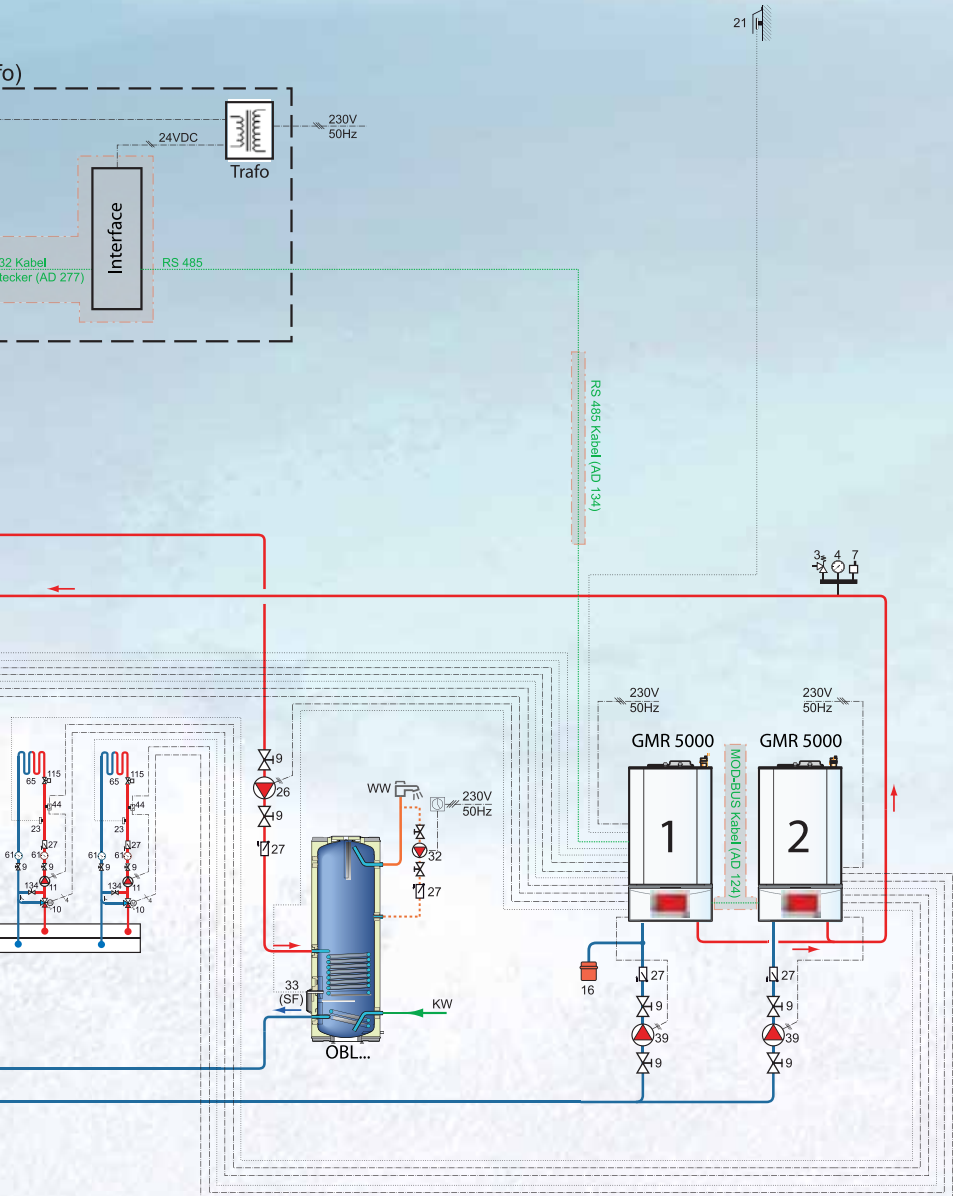 21
fo)
230V
50Hz
24VDC
Trafo
Interface
32 Kabel
tecker (AD 277)
RS 485
RS 485 Kabel (AD 134)
3 4 7
230V
50Hz
230V
50Hz
GMR 5000
GMR 5000
MOD-BUS Kabel (AD 124)
1
2
9
26
9
27
WW
230V
50Hz
32
27
65
115
44
23
27
61
61
9
9
11
134
10
65
115
44
23
27
61
61
9
9
11
134
10
33
(SF)
KW
OBL...
16
27
9
39
9
27
9
39
9